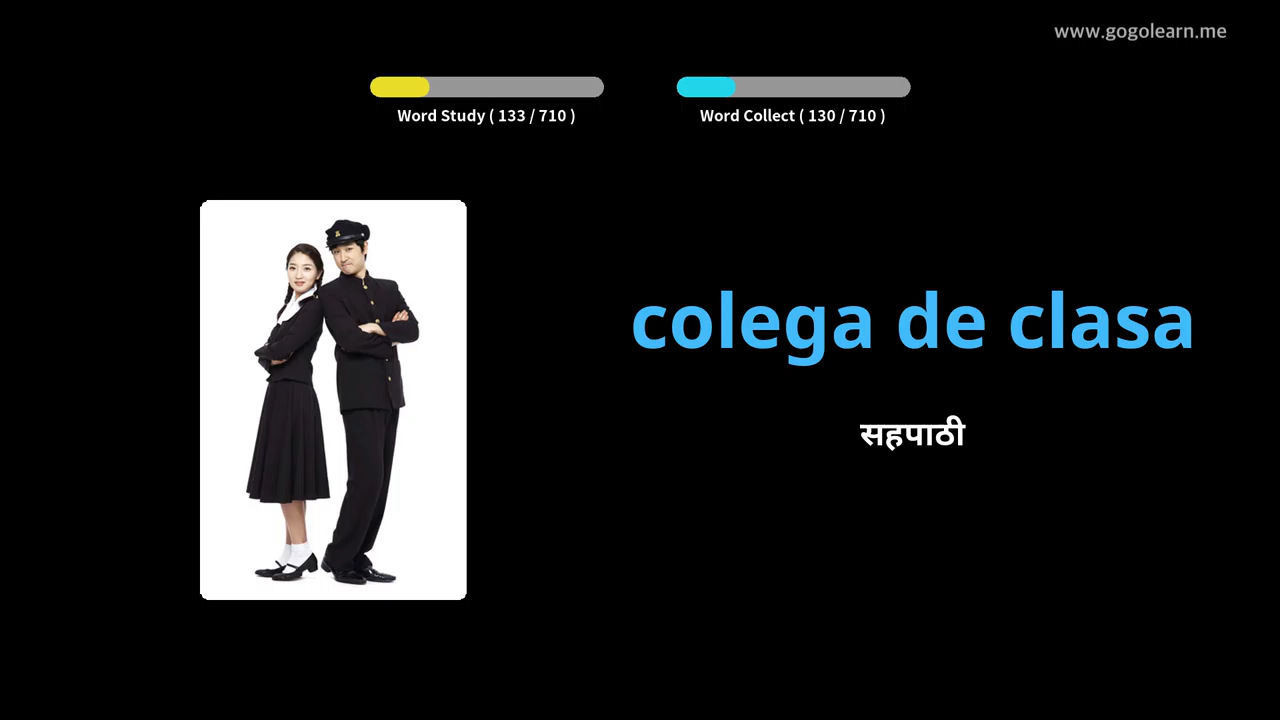 www.gogolearn.me
Word Study ( 133 / 710 )
Word Collect ( 130 / 710 )
colega de clasa
सहपाठी